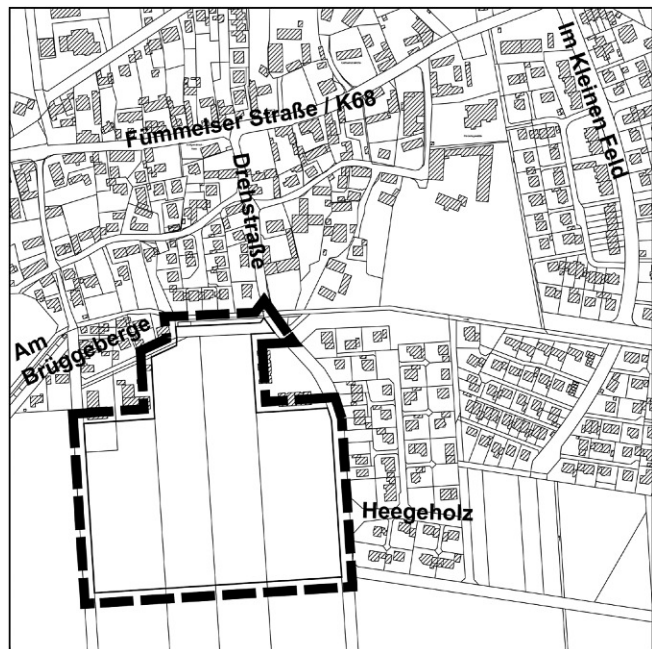 Im Kleinen Feld
Fümmelser Straße / K68
Drehstraße
Am
Brüggeberge
Heegeholz